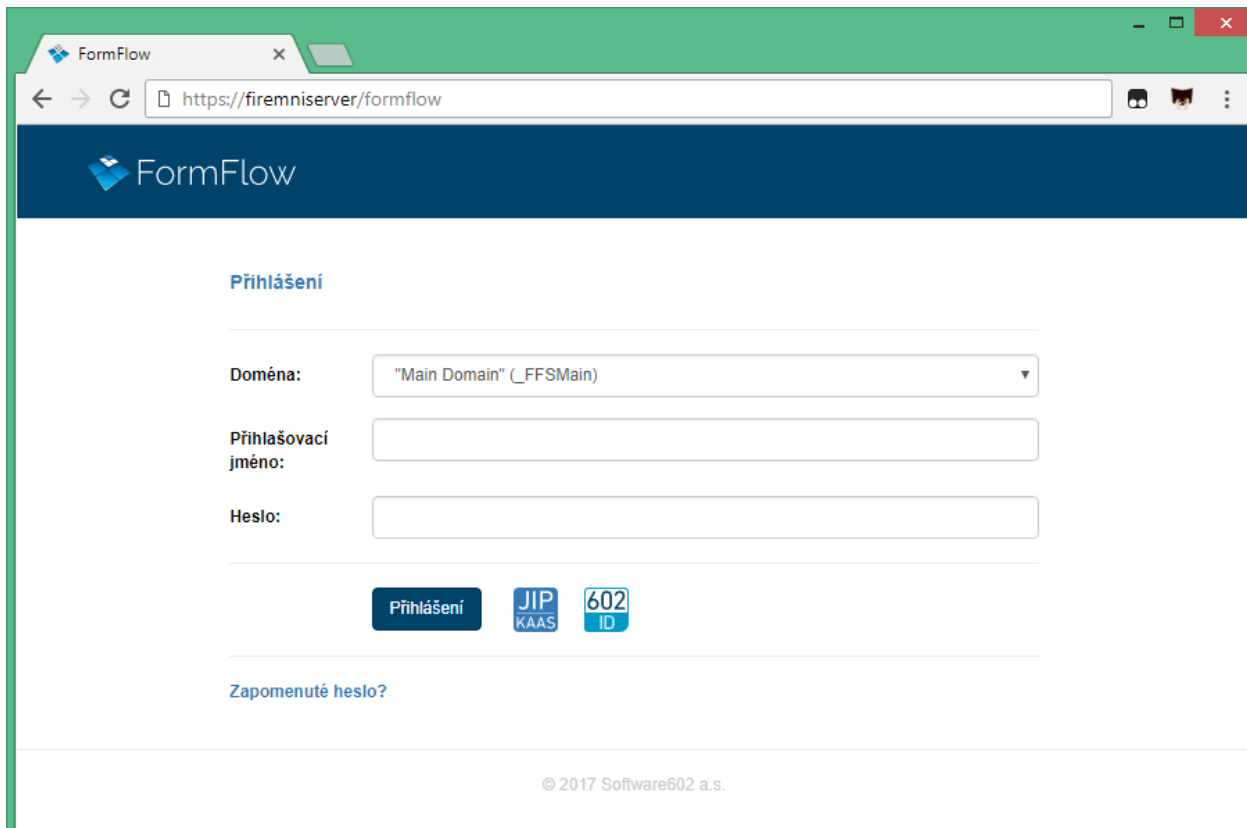 FormFlow
https://firemniserver/formflow
FormFlow
Přihlášení
Doména:
"Main Domain" (_FFSMain)
Přihlašovací
jméno:
Heslo:
Přihlášení
JIP
KAAS
602
ID
Zapomenuté heslo?
© 2017 Software602 a.s.